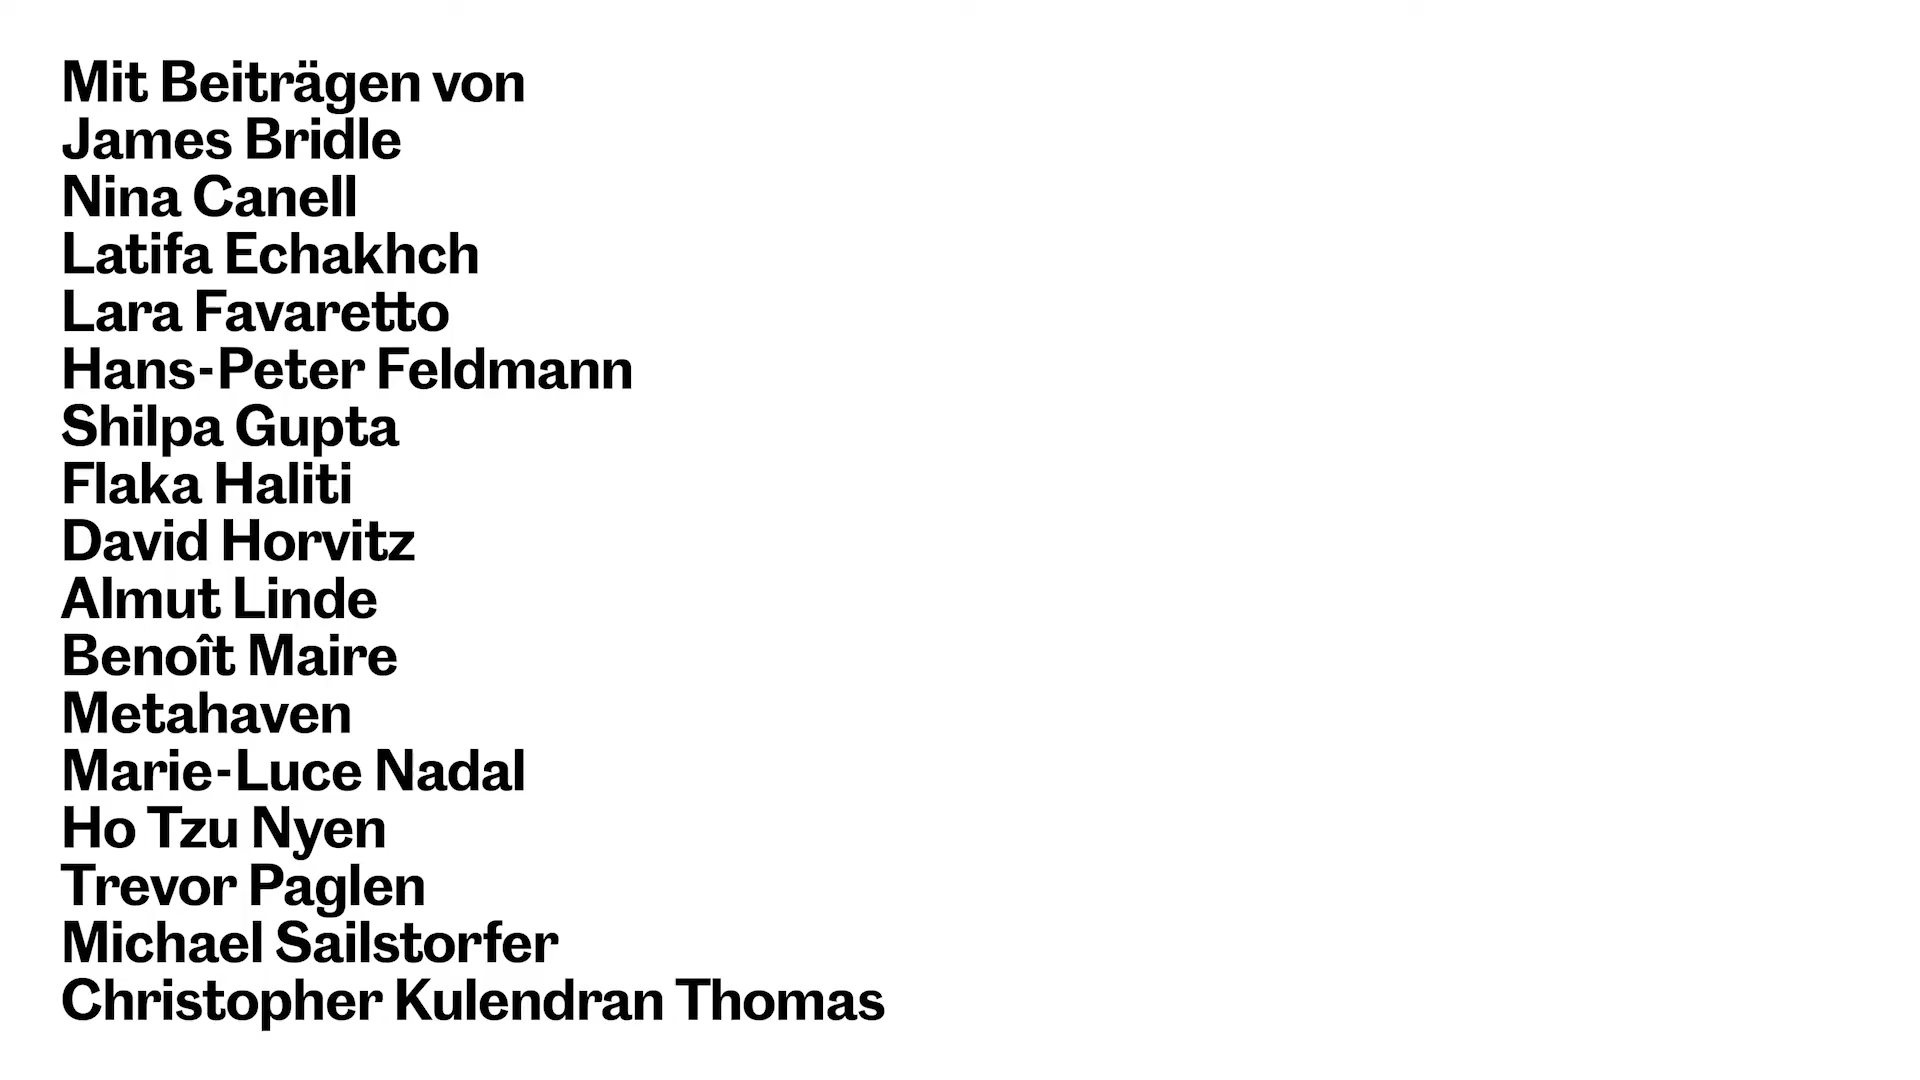 Mit Beiträgen von
James Bridle
Nina Canell
Latifa Echakhch
Lara Favaretto
Hans-Peter Feldmann
Shilpa Gupta
Flaka Haliti
David Horvitz
Almut Linde
Benoît Maire
Metahaven
Marie-Luce Nadal
Ho Tzu Nyen
Trevor Paglen
Michael Sailstorfer
Christopher Kulendran Thomas